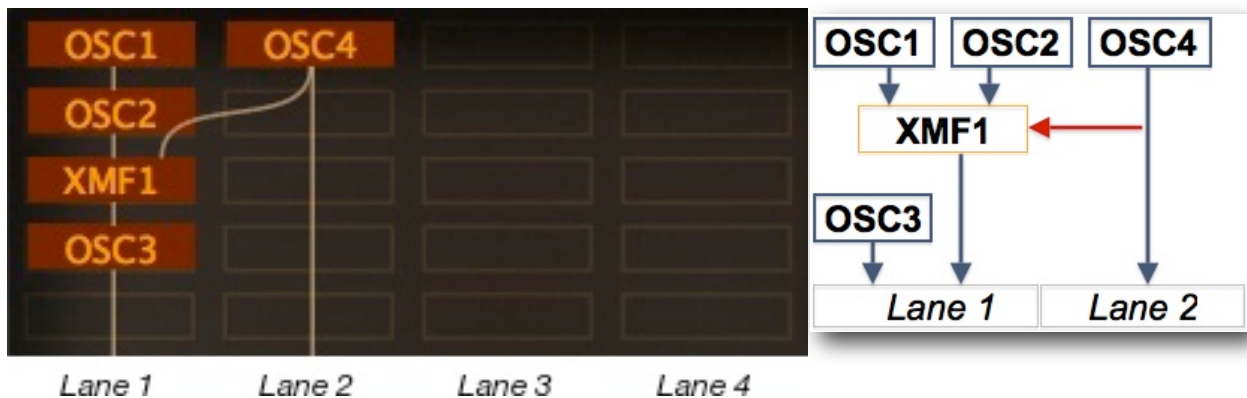 OSC1 OSC4
OSC2
XMF1
OSC3
Lane 1 Lane 2 Lane 3 Lane 4
OSC1 OSC2 OSC4
XMF1
OSC3
Lane 1 Lane 2